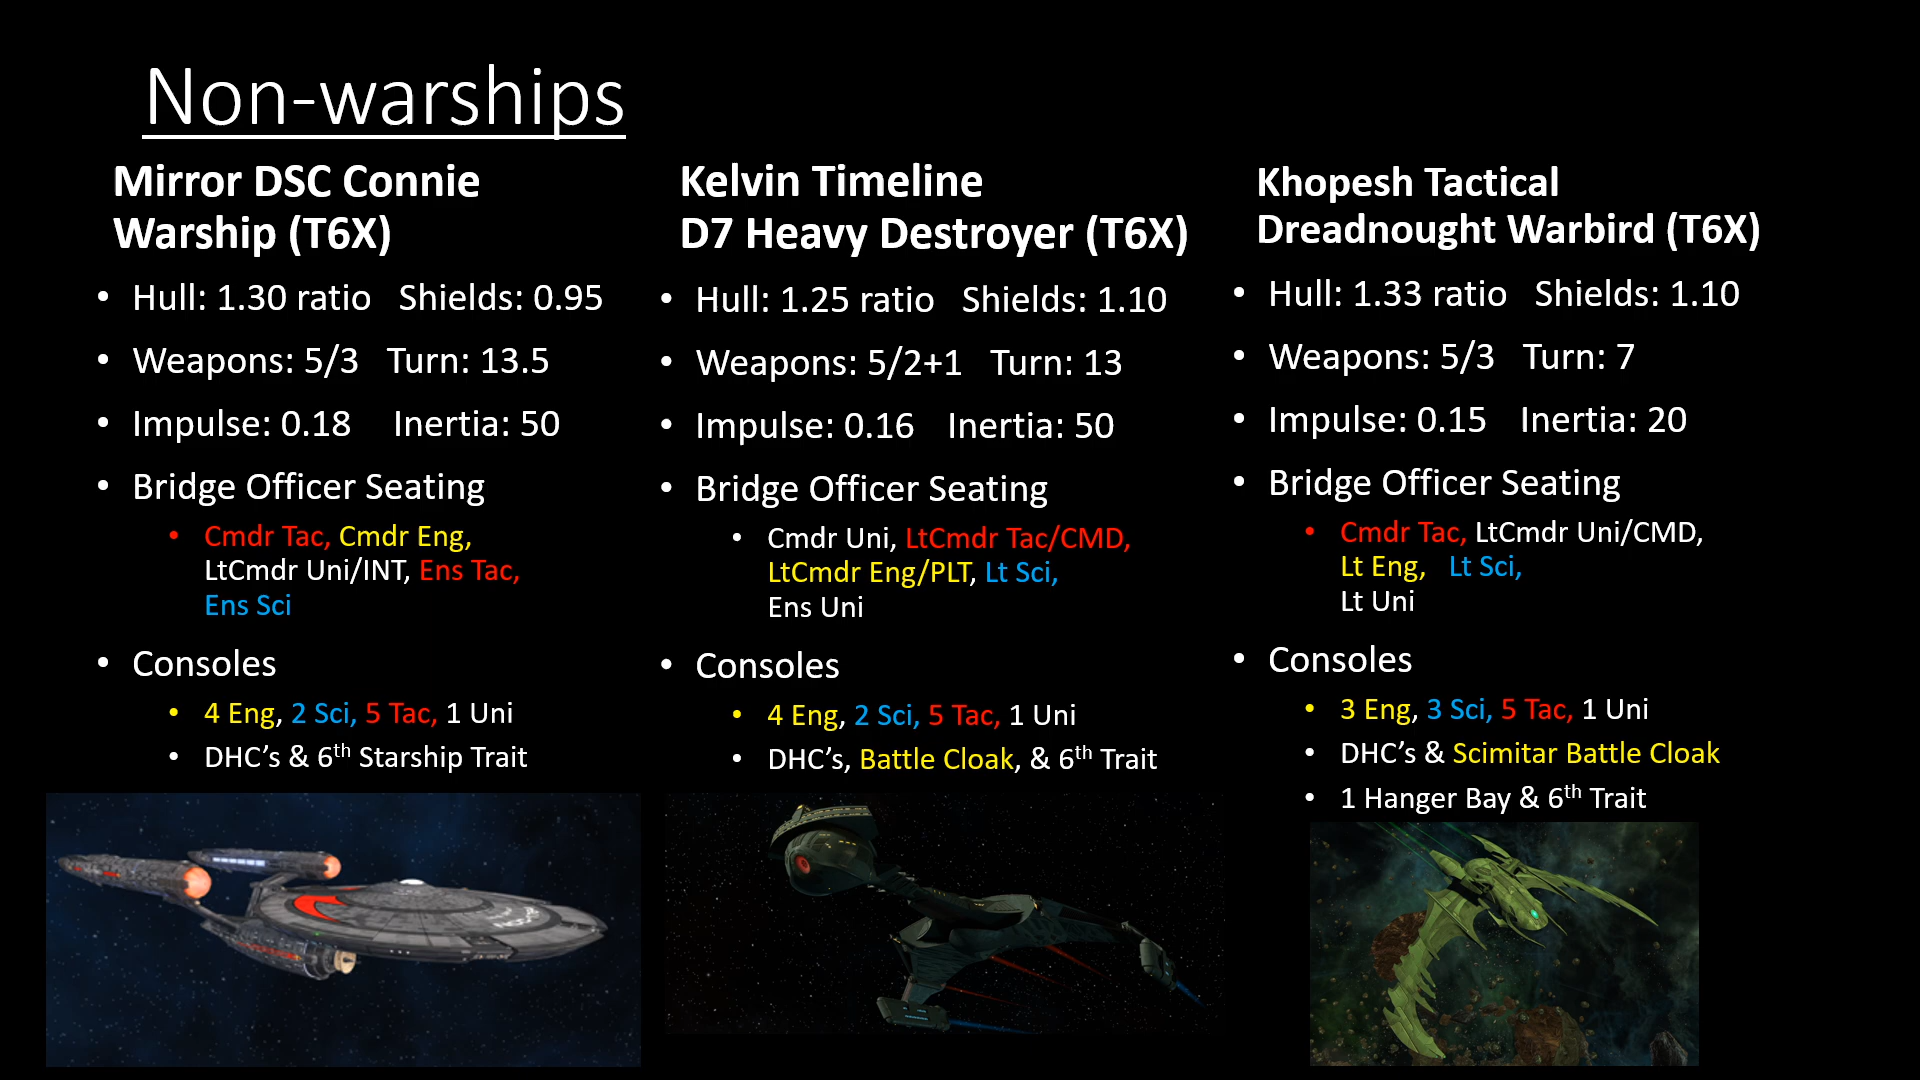 Non-warships
Mirror DSC Connie
Warship (T6X)
• Hull: 1.30 ratio Shields: 0.95
• Weapons: 5/3 Turn: 13.5
• Impulse: 0.18 Inertia: 50
• Bridge Officer Seating
• Cmdr Tac, Cmdr Eng,
LtCmdr Uni/INT, Ens Tac,
Ens Sci
• Consoles
• 4 Eng, 2 Sci, 5 Tac, 1 Uni
• DHC’s & 6th Starship Trait
Kelvin Timeline
D7 Heavy Destroyer (T6X)
• Hull: 1.25 ratio Shields: 1.10
• Weapons: 5/2+1 Turn: 13
• Impulse: 0.16 Inertia: 50
• Bridge Officer Seating
• Cmdr Uni, LtCmdr Tac/CMD,
LtCmdr Eng/PLT, Lt Sci,
Ens Uni
• Consoles
• 4 Eng, 2 Sci, 5 Tac, 1 Uni
• DHC’s, Battle Cloak, & 6th Trait
Khopesh Tactical
Dreadnought Warbird (T6X)
• Hull: 1.33 ratio Shields: 1.10
• Weapons: 5/3 Turn: 7
• Impulse: 0.15 Inertia: 20
• Bridge Officer Seating
• Cmdr Tac, LtCmdr Uni/CMD,
Lt Eng, Lt Sci,
Lt Uni
• Consoles
• 3 Eng, 3 Sci, 5 Tac, 1 Uni
• DHC’s & Scimitar Battle Cloak
• 1 Hanger Bay & 6th Trait